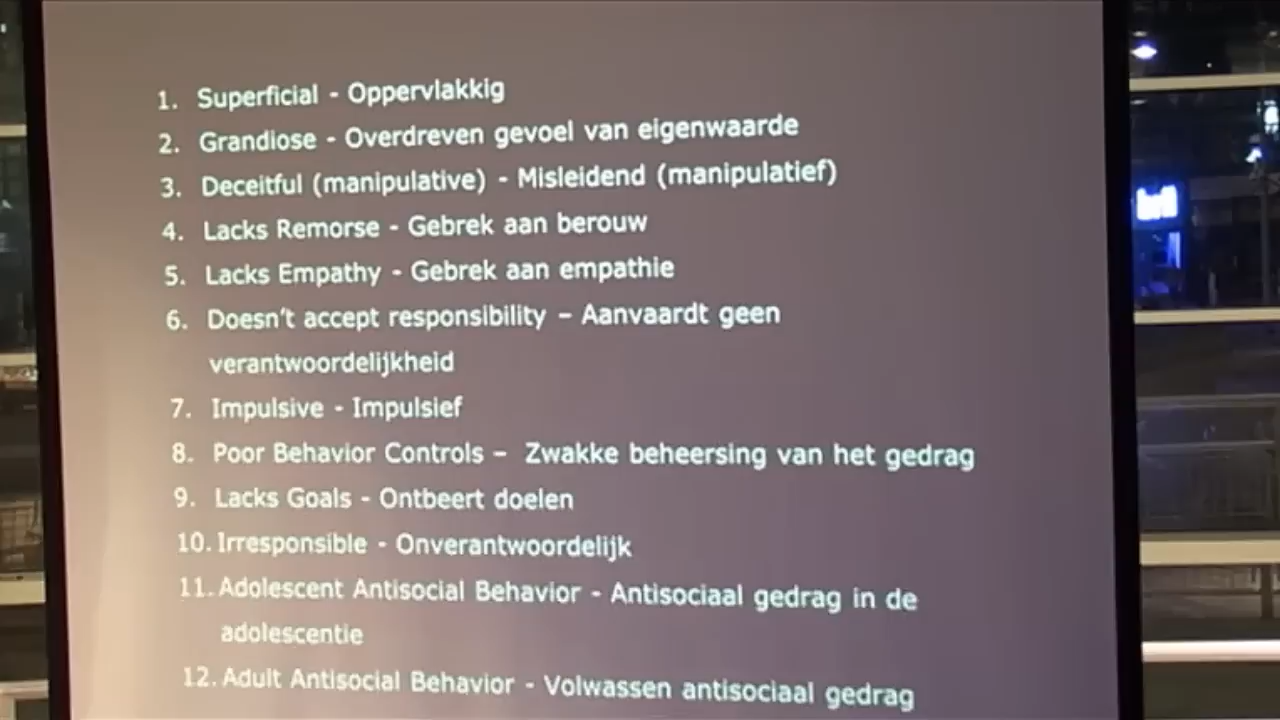 1. Superficial - Oppervlakkig
2. Grandiose - Overdreven gevoel van eigenwaarde
3. Deceitful (manipulative) - Misleidend (manipulatief)
4. Lacks Remorse - Gebrek aan berouw
5. Lacks Empathy - Gebrek aan empathie
6. Doesn't accept responsibility – Aanvaardt geen
verantwoordelijkheid
7. Impulsive - Impulsief
8. Poor Behavior Controls – Zwakke beheersing van het gedrag
9. Lacks Goals - Ontbeert doelen
10. Irresponsible - Onverantwoordelijk
11. Adolescent Antisocial Behavior - Antisociaal gedrag in de
adolescentie
12. Adult Antisocial Behavior - Volwassen antisociaal gedrag